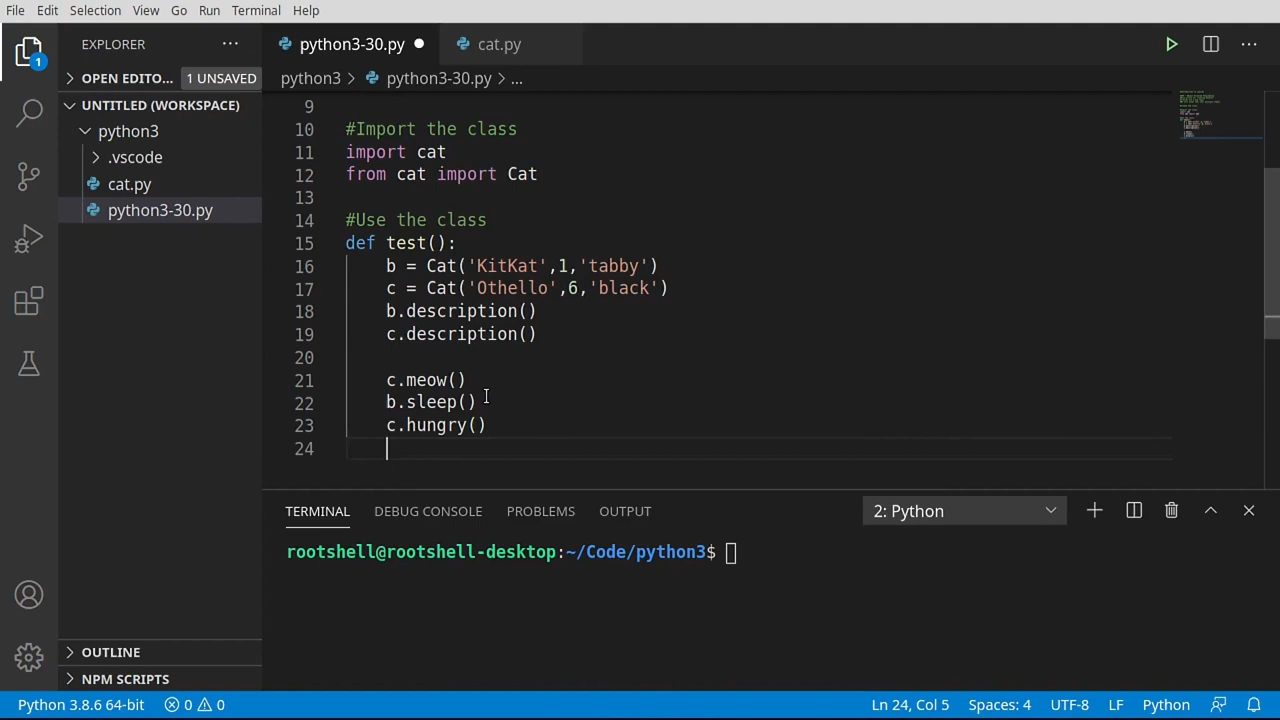 File Edit Selection View Go Run Terminal Help
EXPLORER
python3-30.py
cat.py
OPEN EDITO... 1 UNSAVED
python3 > python3-30.py > ...
UNTITLED (WORKSPACE)
python3
.vscode
cat.py
python3-30.py
1
9
10 #Import the class
11 import cat
12 from cat import Cat
13
14 #Use the class
15 def test():
16 b = Cat('KitKat',1,'tabby')
17 c = Cat('Othello',6,'black')
18 b.description()
19 c.description()
20
21 c.meow()
22 b.sleep()
23 c.hungry()
24
TERMINAL DEBUG CONSOLE PROBLEMS OUTPUT 2: Python
rootshell@rootshell-desktop:~/Code/python3$
OUTLINE
NPM SCRIPTS
Python 3.8.6 64-bit 0 0 Ln 24, Col 5 Spaces: 4 UTF-8 LF Python